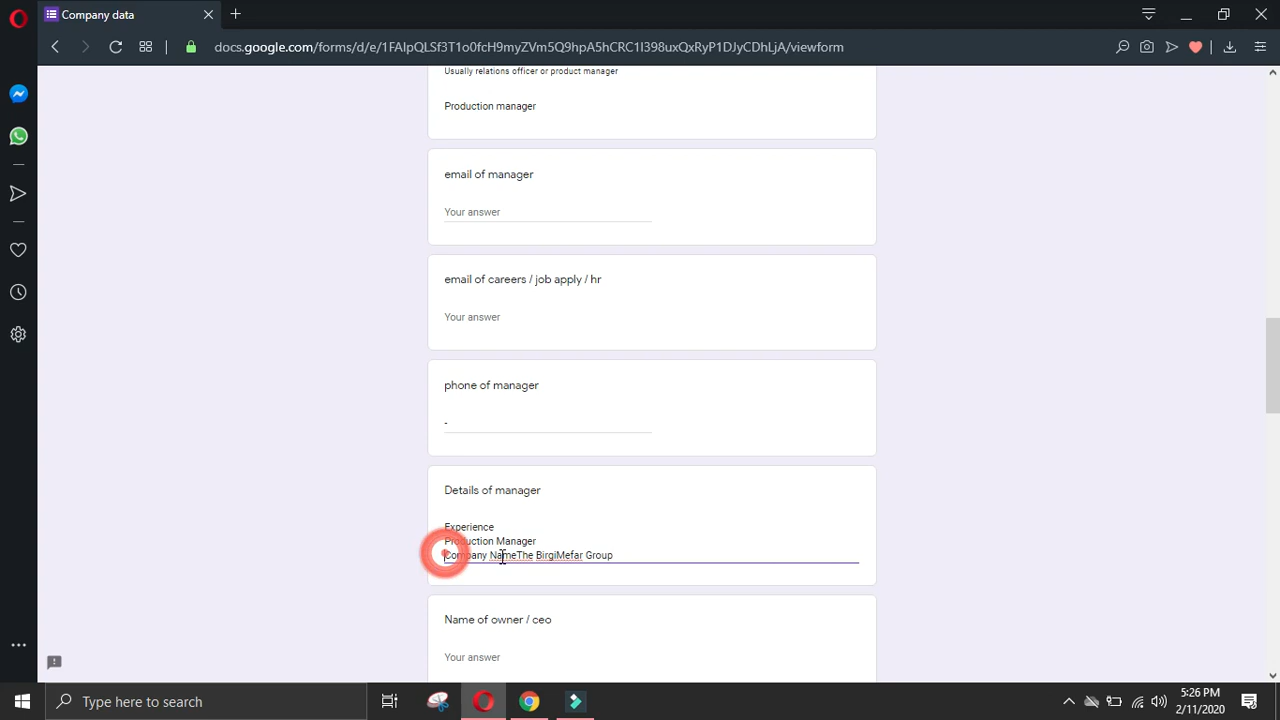 Company data
docs.google.com/forms/d/e/1FAIpQLSf3T1o0fcH9myZVm5Q9hpA5hCRC1I398uxQxRyP1DJyCDhLjA/viewform
Usually relations officer or product manager
Production manager
email of manager
Your answer
email of careers / job apply / hr
Your answer
phone of manager
-
Details of manager
Experience
Production Manager
Company NameThe BirgiMefar Group
Name of owner / ceo
Your answer
Type here to search
5:26 PM
2/11/2020